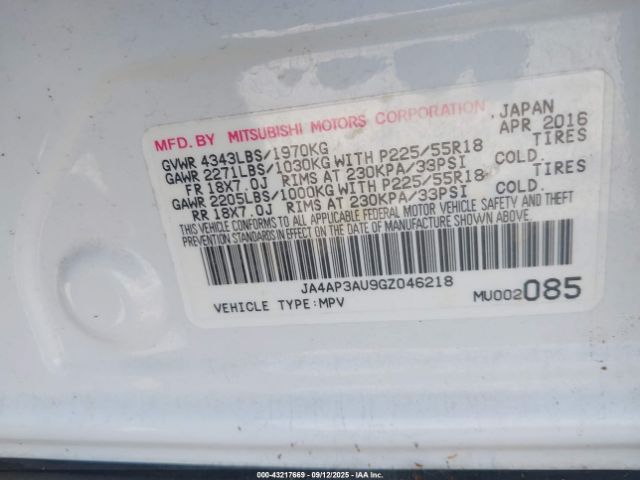 MFD. BY MITSUBISHI MOTORS CORPORATION, JAPAN
GVWR 4343LBS/1970KG APR 2016
GAWR 2271LBS/1030KG WITH P225/55R18 TIRES
FR 18X7.0J RIMS AT 230KPA/33PSI COLD.
GAWR 2205LBS/1000KG WITH P225/55R18 TIRES
RR 18X7.0J RIMS AT 230KPA/33PSI COLD.
THIS VEHICLE CONFORMS TO ALL APPLICABLE FEDERAL MOTOR VEHICLE SAFETY AND THEFT
PREVENTION STANDARDS IN EFFECT ON THE DATE OF MANUFACTURE SHOWN ABOVE.
JA4AP3AU9GZ046218
VEHICLE TYPE:MPV MU002085
000-43217669 - 09/12/2025 - IAAI.COM